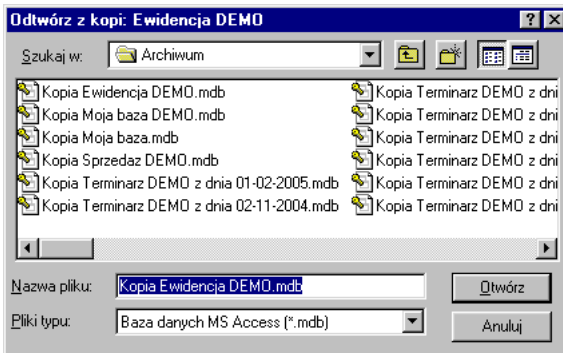 Odtwórz z kopi: Ewidencja DEMO
Szukaj w: Archiwum
Kopia Ewidencja DEMO.mdb
Kopia Moja baza DEMO.mdb
Kopia Moja baza.mdb
Kopia Sprzedaz DEMO.mdb
Kopia Terminarz DEMO z dnia 01-02-2005.mdb
Kopia Terminarz DEMO z dnia 02-11-2004.mdb
Kopia Terminarz DEMO z dni
Kopia Terminarz DEMO z dni
Kopia Terminarz DEMO z dni
Kopia Terminarz DEMO z dni
Kopia Terminarz DEMO z dni
Kopia Terminarz DEMO z dni
Nazwa pliku: Kopia Ewidencja DEMO.mdb Otwórz
Pliki typu: Baza danych MS Access (*.mdb) Anuluj